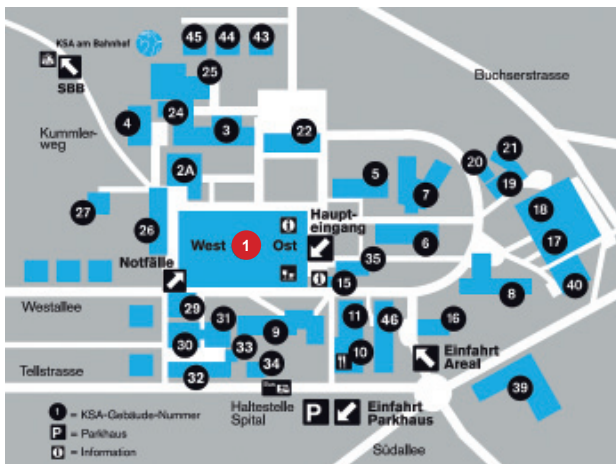 KSA am Bahnhof
45
44
43
SBB
25
Buchserstrasse
24
4
3
22
Kummler-
weg
21
20
2A
5
7
19
18
27
26
West
1
Ost
Haupt-
eingang
6
17
Notfälle
35
15
8
40
Westallee
29
31
9
11
46
16
30
33
34
10
Einfahrt
Areal
Tellstrasse
32
39
1 = KSA-Gebäude-Nummer
P = Parkhaus
i = Information
Haltestelle
Spital
P
Einfahrt
Parkhaus
Südallee